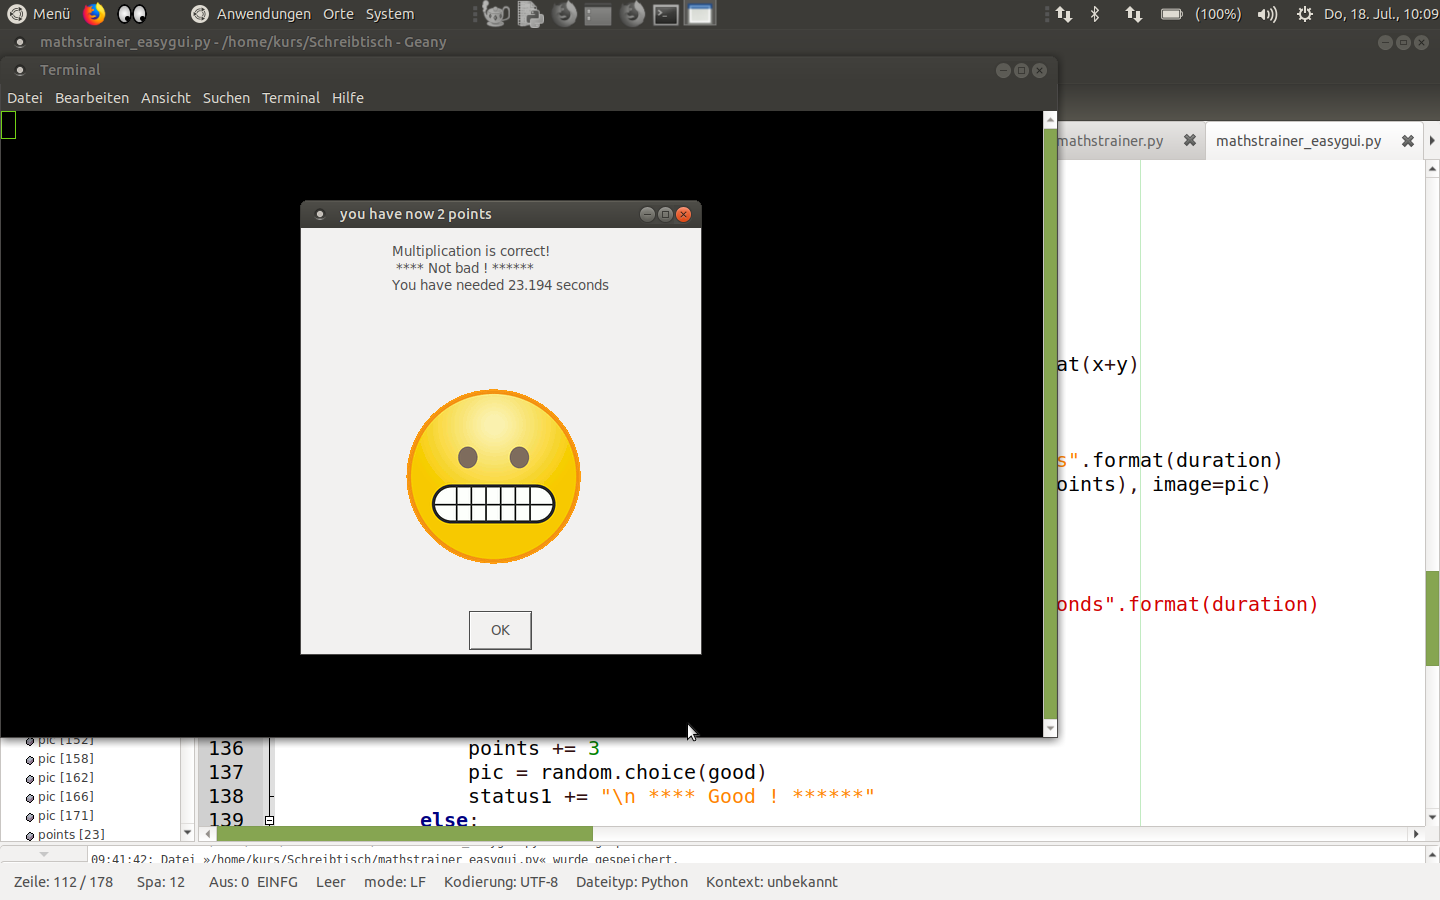 Menü Anwendungen Orte System (100%) Do, 18. Jul., 10:09
mathstrainer_easygui.py - /home/kurs/Schreibtisch - Geany
Terminal
Datei Bearbeiten Ansicht Suchen Terminal Hilfe
mathstrainer.py mathstrainer_easygui.py
you have now 2 points
Multiplication is correct!
**** Not bad ! ******
You have needed 23.194 seconds
OK
at(x+y)
s".format(duration)
oints), image=pic)
onds".format(duration)
pic [152]
pic [158]
pic [162]
pic [166]
pic [171]
points [23]
136 points += 3
137 pic = random.choice(good)
138 status1 += "\n **** Good ! ******"
139 else:
09:41:42: Datei »/home/kurs/Schreibtisch/mathstrainer_easygui.py« wurde gespeichert.
Zeile: 112 / 178 Spa: 12 Aus: 0 EINFG Leer mode: LF Kodierung: UTF-8 Dateityp: Python Kontext: unbekannt